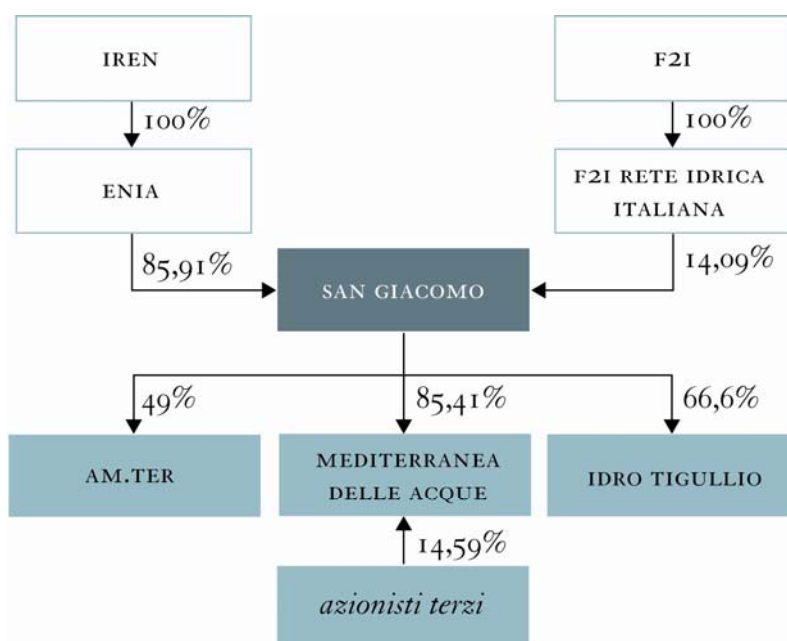 IREN
F2I
100%
100%
ENIA
F2I RETE IDRICA
ITALIANA
85,91%
14,09%
SAN GIACOMO
49%
85,41%
66,6%
AM.TER
MEDITERRANEA
DELLE ACQUE
IDRO TIGULLIO
14,59%
azionisti terzi